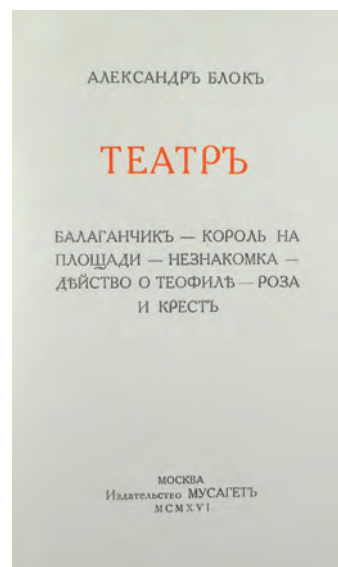 АЛЕКСАНДРЪ БЛОКЪ
ТЕАТРЪ
БАЛАГАНЧИКЪ — КОРОЛЬ НА
ПЛОЩАДИ — НЕЗНАКОМКА —
ДѢЙСТВО О ТЕОФИЛѢ — РОЗА
И КРЕСТЪ
МОСКВА
Издательство МУСАГЕТЪ
MCMXVI